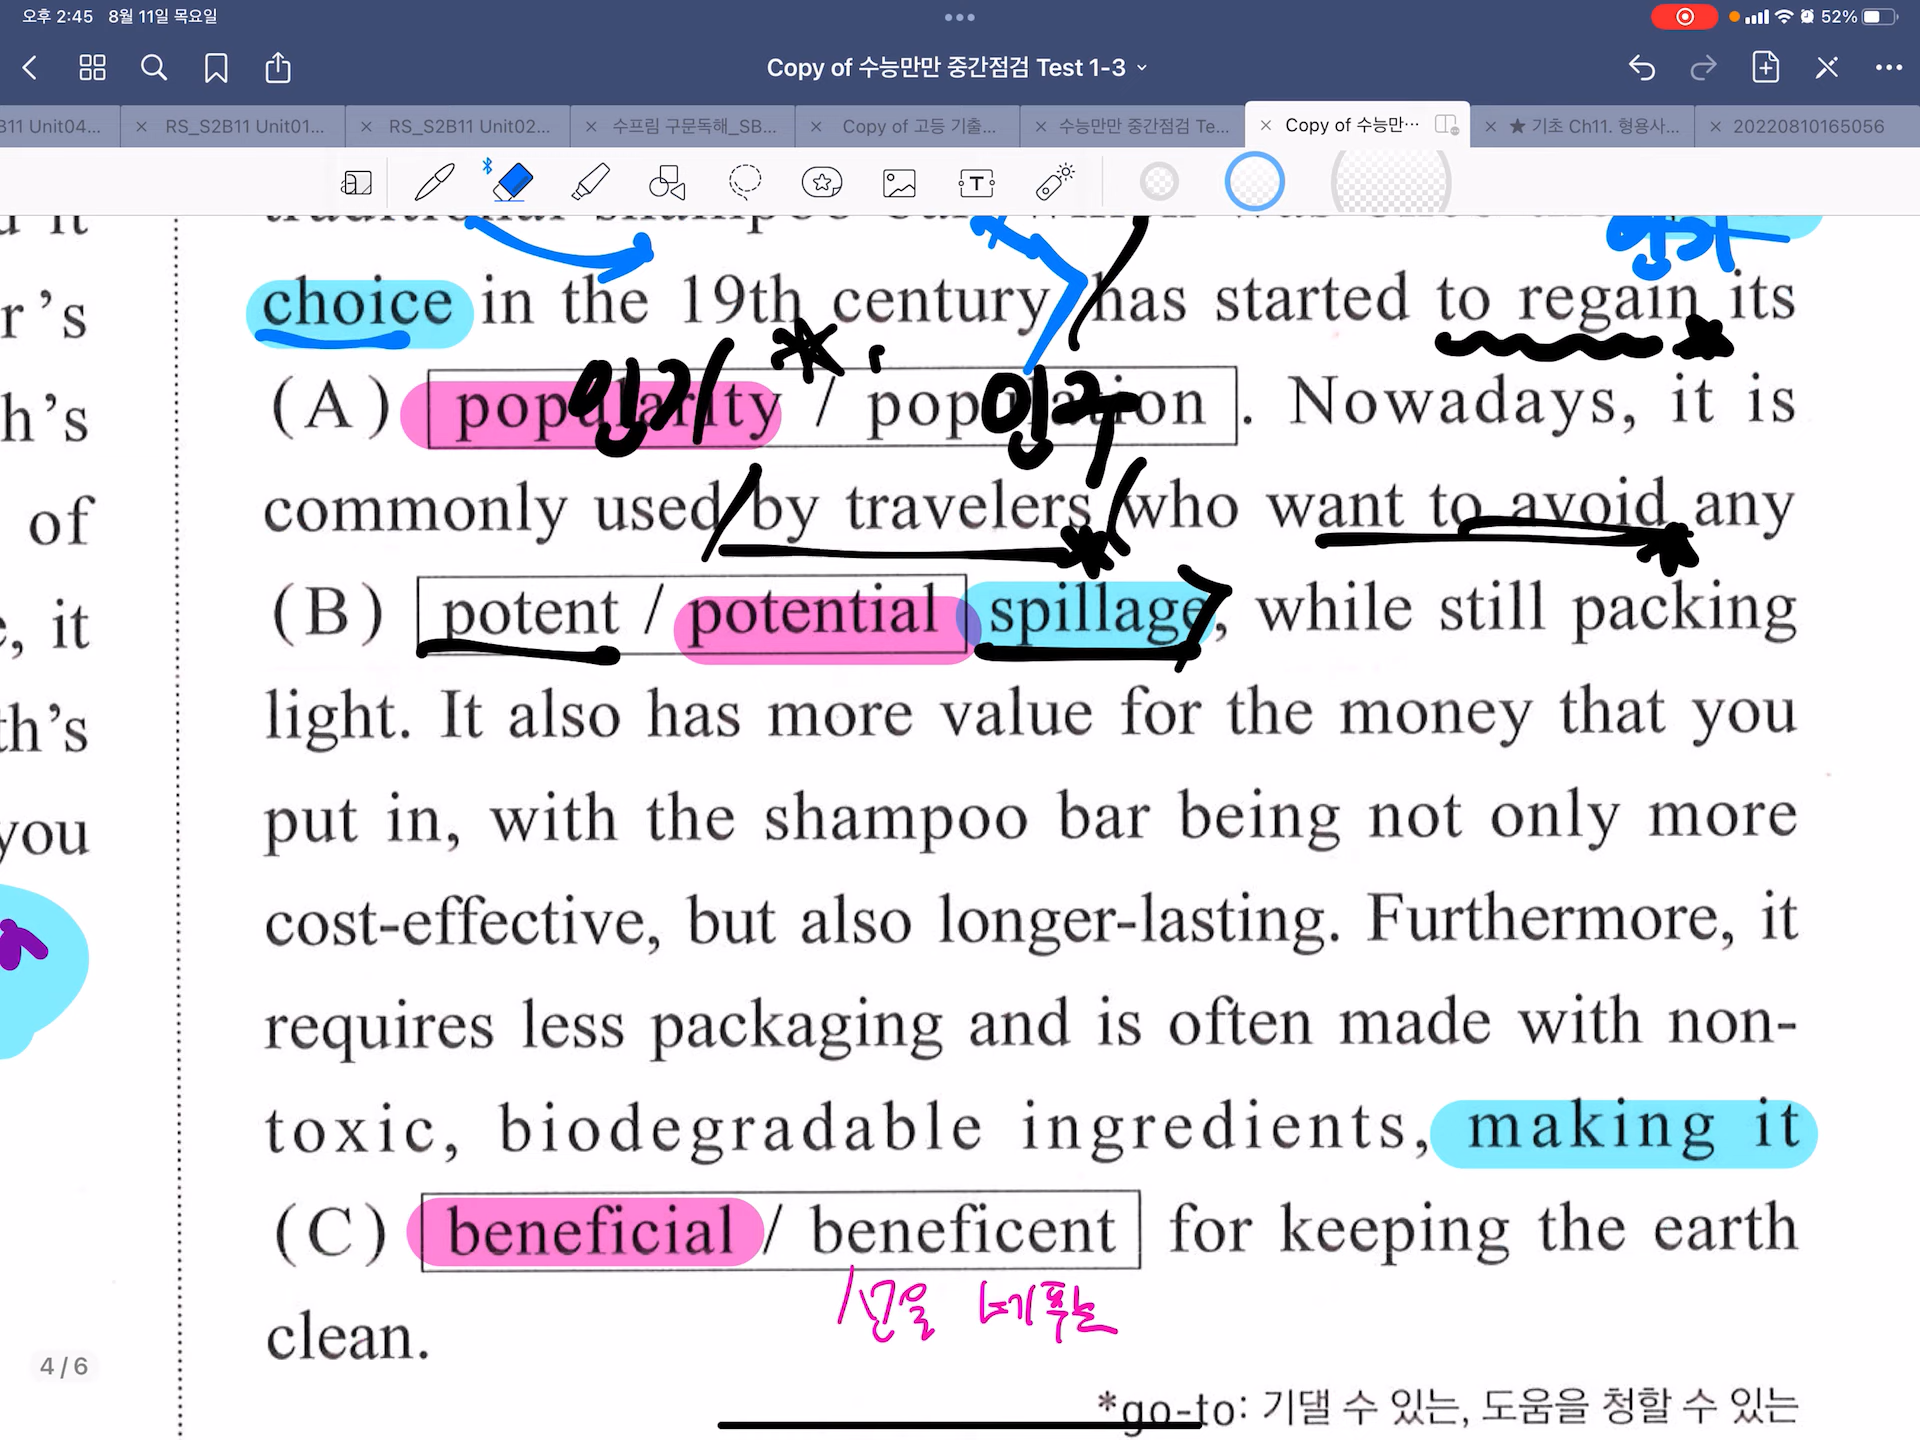 오후 2:45 8월 11일 목요일
52%
Copy of 수능만만 중간점검 Test 1-3
B11 Unit04... × RS_S2B11 Unit01... × RS_S2B11 Unit02... × 수프림 구문독해_SB... × Copy of 고등 기출... × 수능만만 중간점검 Te... × Copy of 수능만··· × ★ 기초 Ch11. 형용사... × 20220810165056
traditional shampoo
choice in the 19th century, has started to regain its
(A) popularity / population . Nowadays, it is
인기 인구
commonly used by travelers who want to avoid any
(B) potent / potential spillage, while still packing
light. It also has more value for the money that you
put in, with the shampoo bar being not only more
cost-effective, but also longer-lasting. Furthermore, it
requires less packaging and is often made with non-
toxic, biodegradable ingredients, making it
(C) beneficial / beneficent for keeping the earth
선을 베푸는
clean.
*go-to: 기댈 수 있는, 도움을 청할 수 있는
r's
h's
of
, it
th's
you
4 / 6